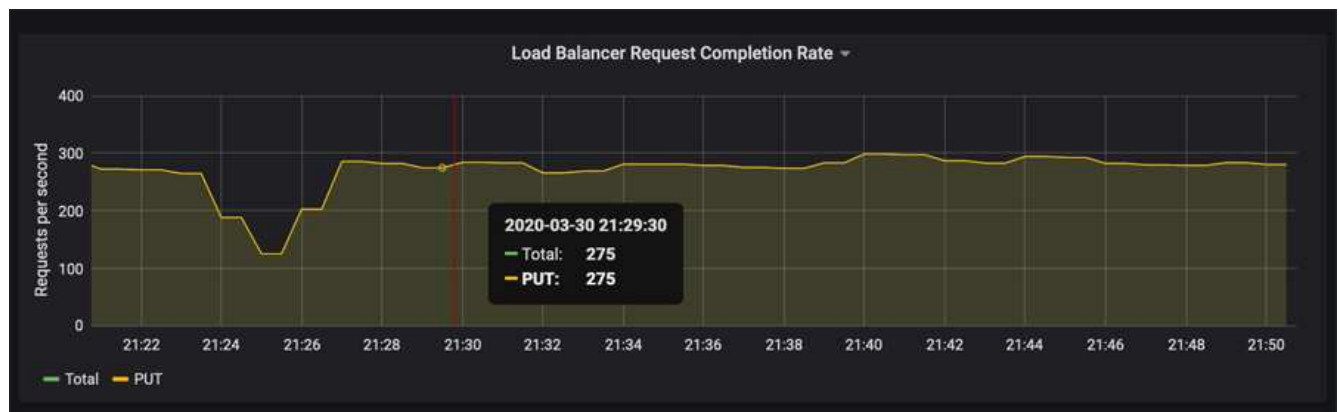 Load Balancer Request Completion Rate
Requests per second
400
300
200
100
0
2020-03-30 21:29:30
Total: 275
PUT: 275
21:22 21:24 21:26 21:28 21:30 21:32 21:34 21:36 21:38 21:40 21:42 21:44 21:46 21:48 21:50
Total PUT